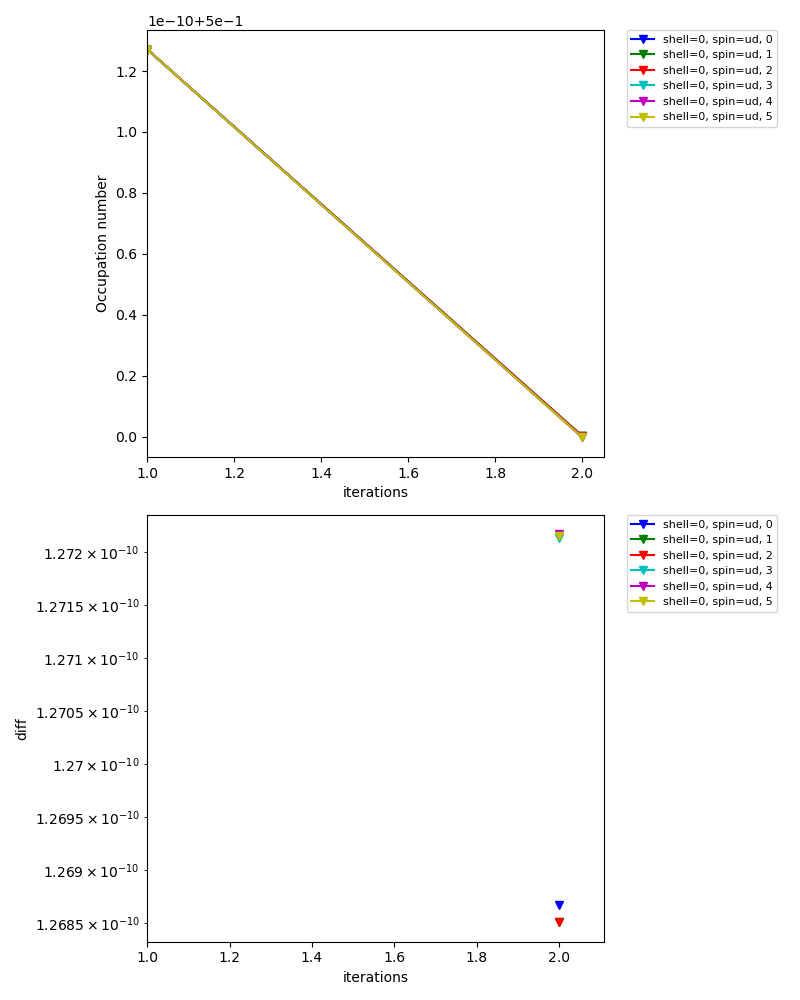 1e−10+5e−1
1.2
1.0
0.8
0.6
0.4
0.2
0.0
Occupation number
1.0 1.2 1.4 1.6 1.8 2.0
iterations
shell=0, spin=ud, 0
shell=0, spin=ud, 1
shell=0, spin=ud, 2
shell=0, spin=ud, 3
shell=0, spin=ud, 4
shell=0, spin=ud, 5
1.272 × 10⁻¹⁰
1.2715 × 10⁻¹⁰
1.271 × 10⁻¹⁰
1.2705 × 10⁻¹⁰
1.27 × 10⁻¹⁰
1.2695 × 10⁻¹⁰
1.269 × 10⁻¹⁰
1.2685 × 10⁻¹⁰
diff
1.0 1.2 1.4 1.6 1.8 2.0
iterations
shell=0, spin=ud, 0
shell=0, spin=ud, 1
shell=0, spin=ud, 2
shell=0, spin=ud, 3
shell=0, spin=ud, 4
shell=0, spin=ud, 5